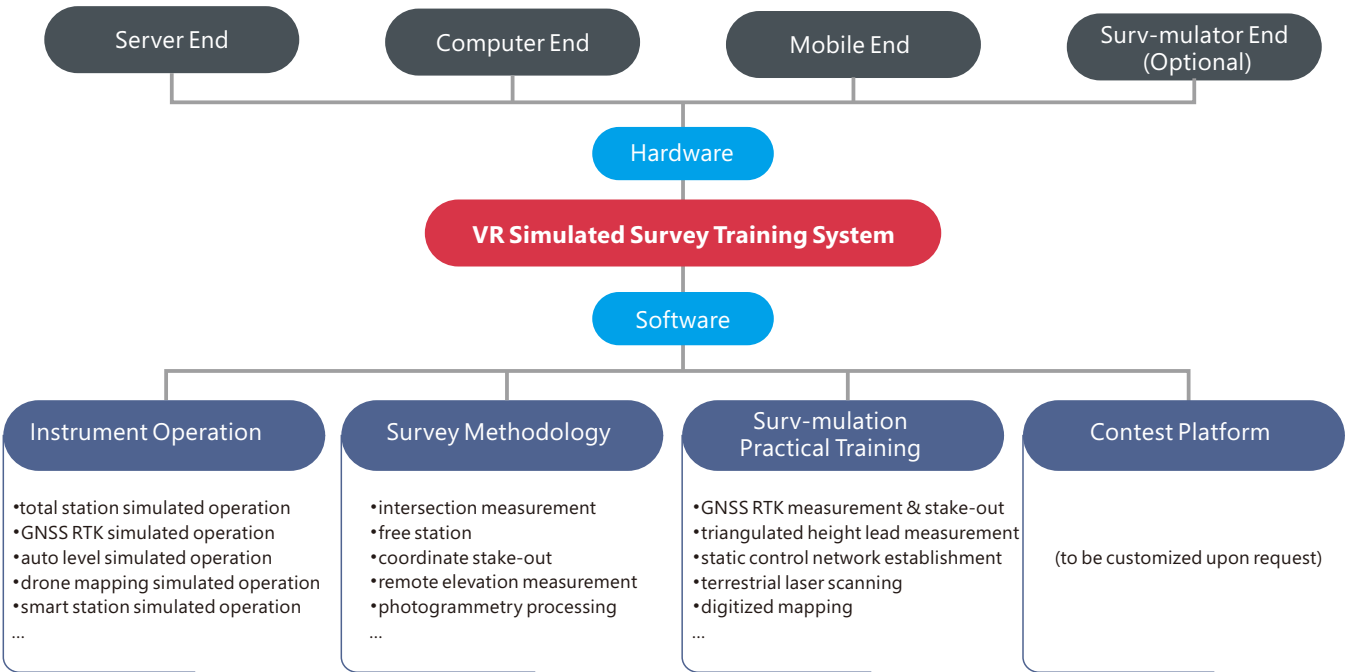 Server End
Computer End
Mobile End
Surv-mulator End
(Optional)
Hardware
VR Simulated Survey Training System
Software
Instrument Operation
•total station simulated operation
•GNSS RTK simulated operation
•auto level simulated operation
•drone mapping simulated operation
•smart station simulated operation
...
Survey Methodology
•intersection measurement
•free station
•coordinate stake-out
•remote elevation measurement
•photogrammetry processing
...
Surv-mulation
Practical Training
•GNSS RTK measurement & stake-out
•triangulated height lead measurement
•static control network establishment
•terrestrial laser scanning
•digitized mapping
...
Contest Platform
(to be customized upon request)